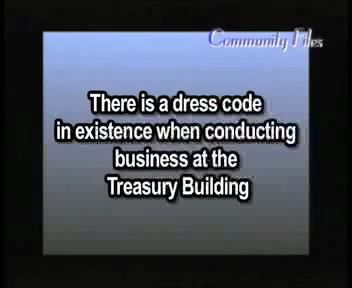 Community Files
There is a dress code
in existence when conducting
business at the
Treasury Building